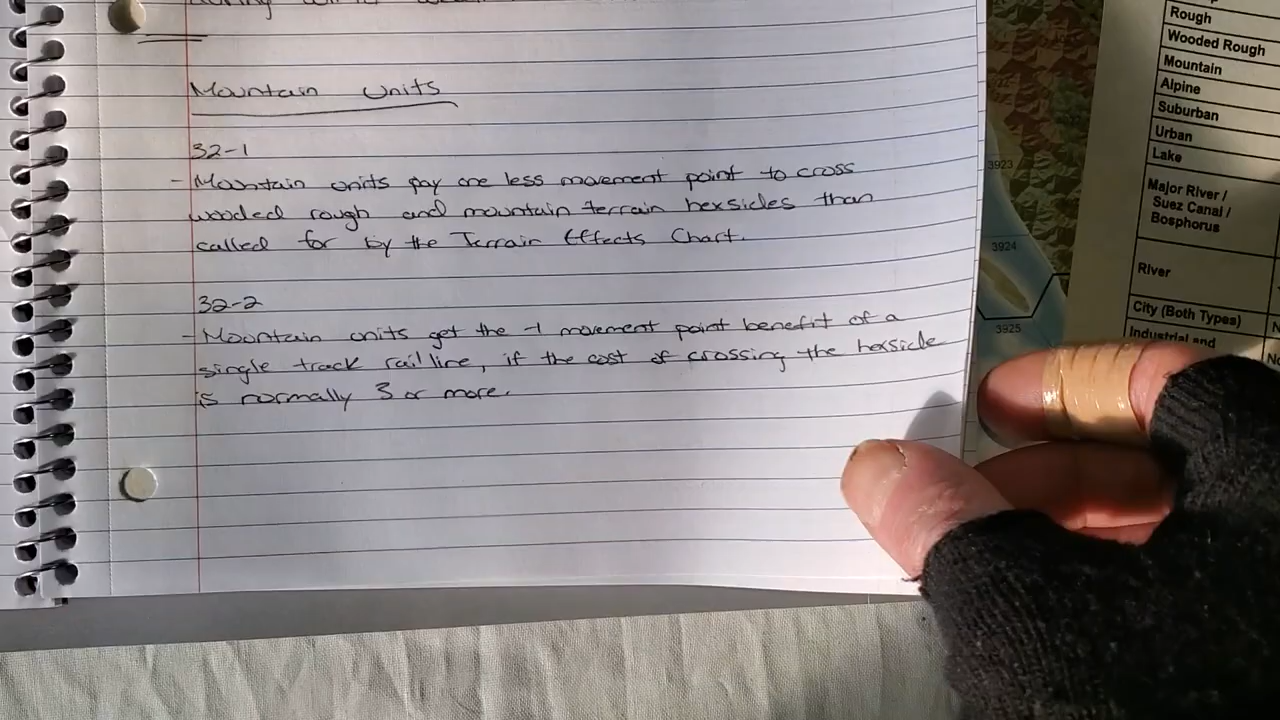 Mountain Units
32-1
- Mountain units pay one less movement point to cross
wooded rough and mountain terrain hexsides than
called for by the Terrain Effects Chart.
32-2
- Mountain units get the -1 movement point benefit of a
single track rail line, if the cost of crossing the hexside
is normally 3 or more.
3923
3924
3925
Rough
Wooded Rough
Mountain
Alpine
Suburban
Urban
Lake
Major River /
Suez Canal /
Bosphorus
River
City (Both Types)
Industrial and